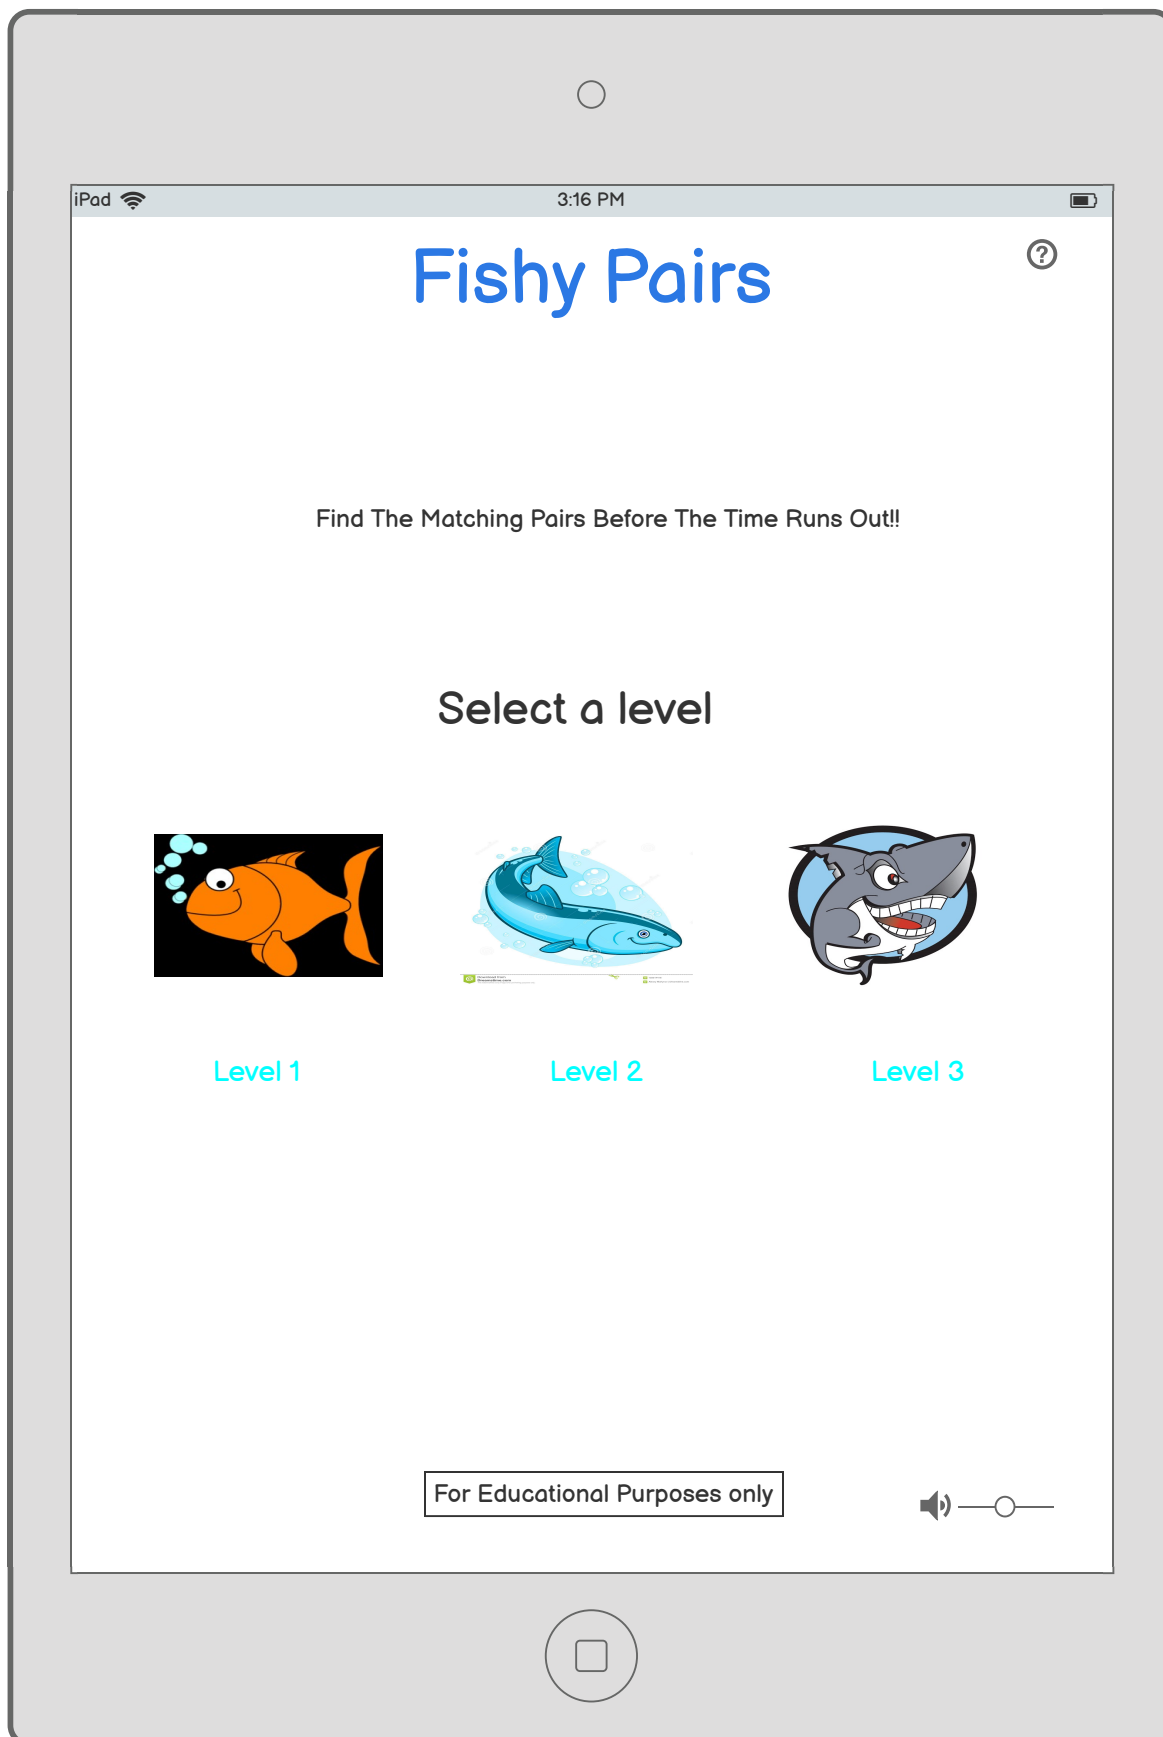 iPad 3:16 PM
Fishy Pairs
Find The Matching Pairs Before The Time Runs Out!!
Select a level
Level 1 Level 2 Level 3
For Educational Purposes only